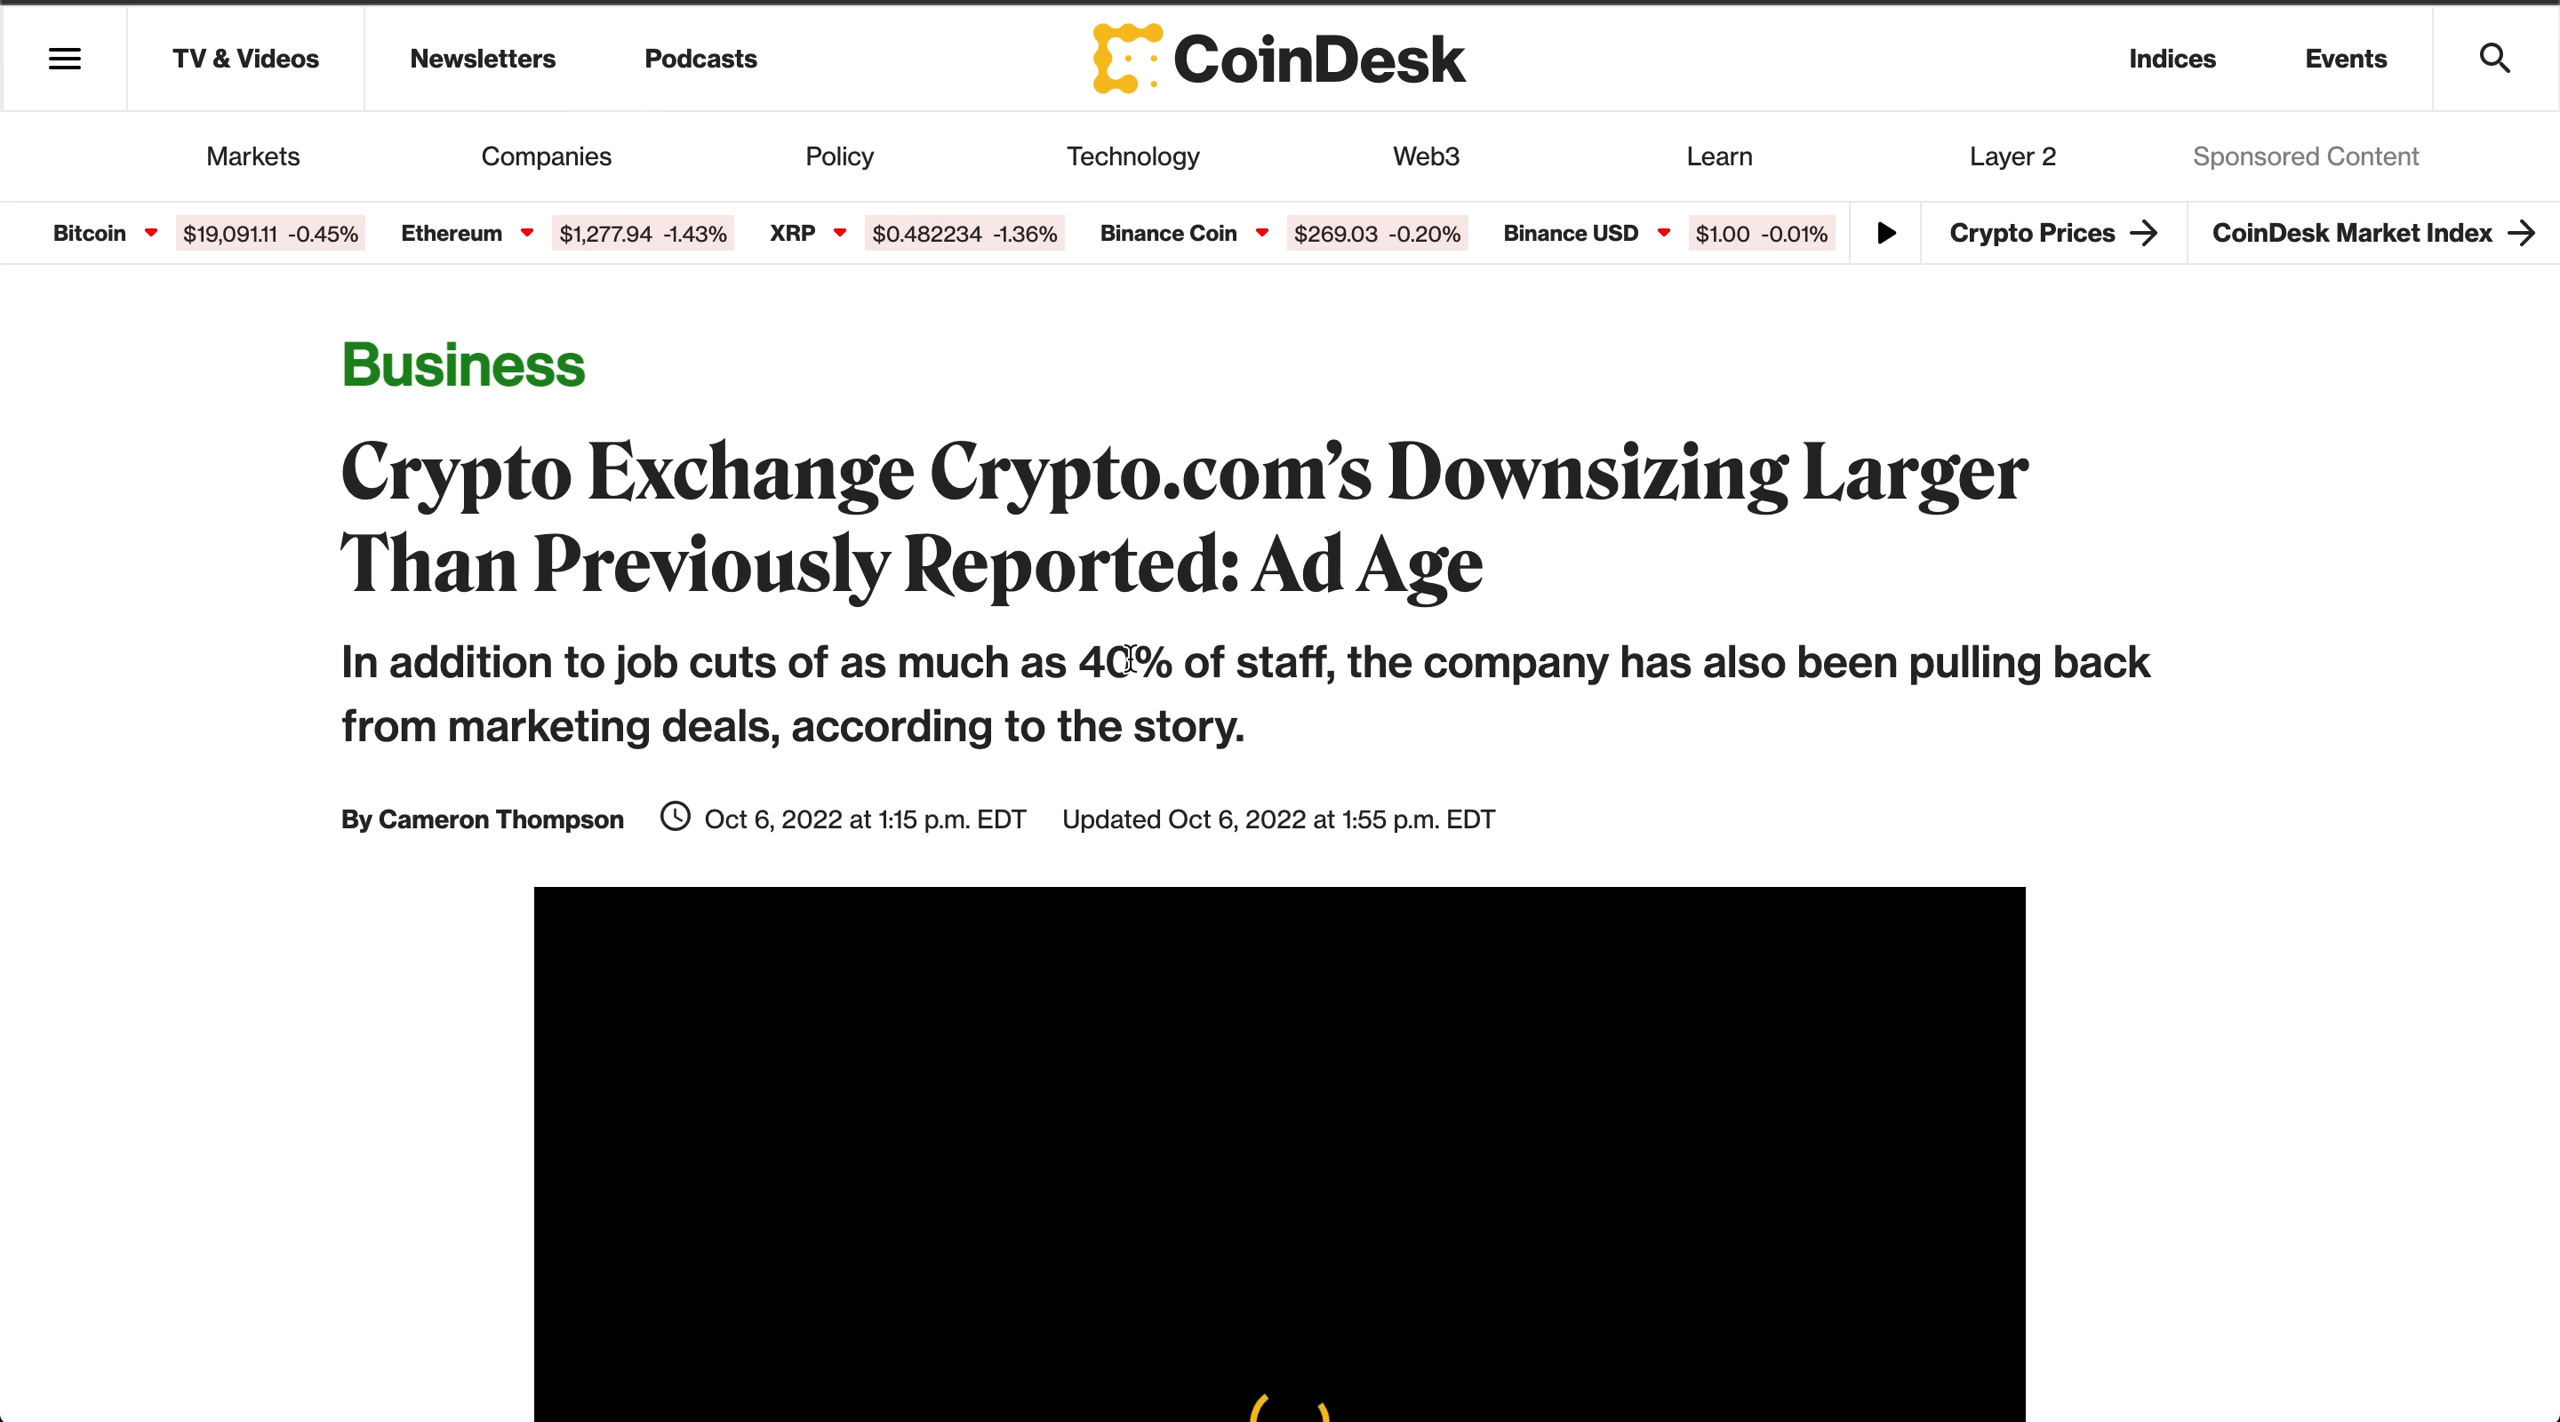 TV & Videos Newsletters Podcasts CoinDesk Indices Events
Markets Companies Policy Technology Web3 Learn Layer 2 Sponsored Content
Bitcoin $19,091.11 -0.45% Ethereum $1,277.94 -1.43% XRP $0.482234 -1.36% Binance Coin $269.03 -0.20% Binance USD $1.00 -0.01% Crypto Prices CoinDesk Market Index
Business
Crypto Exchange Crypto.com’s Downsizing Larger
Than Previously Reported: Ad Age
In addition to job cuts of as much as 40% of staff, the company has also been pulling back
from marketing deals, according to the story.
By Cameron Thompson Oct 6, 2022 at 1:15 p.m. EDT Updated Oct 6, 2022 at 1:55 p.m. EDT